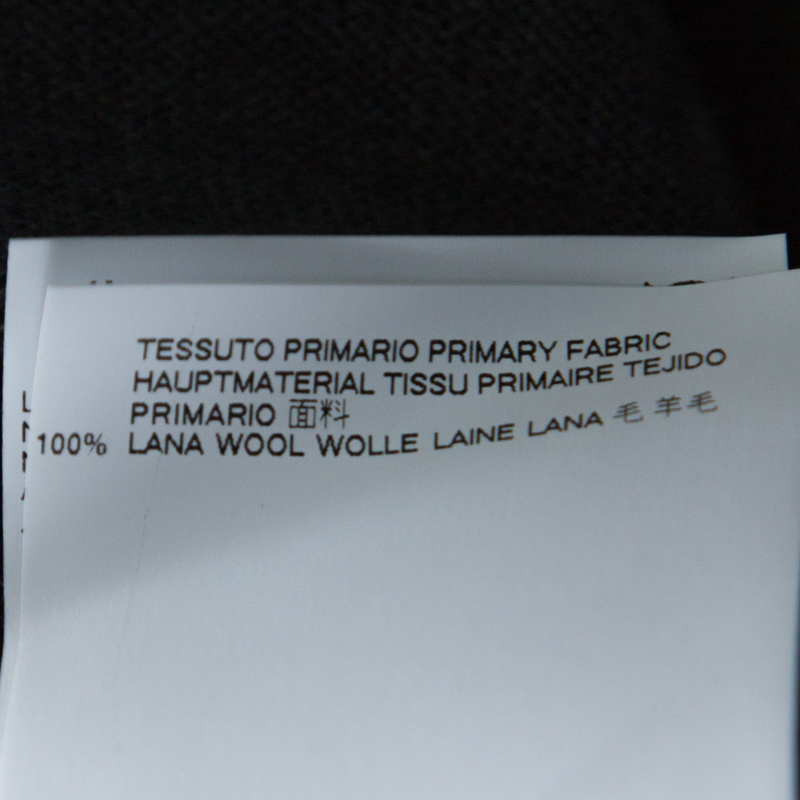 TESSUTO PRIMARIO PRIMARY FABRIC
HAUPTMATERIAL TISSU PRIMAIRE TEJIDO
PRIMARIO 面料
100% LANA WOOL WOLLE LAINE LANA 毛 羊毛